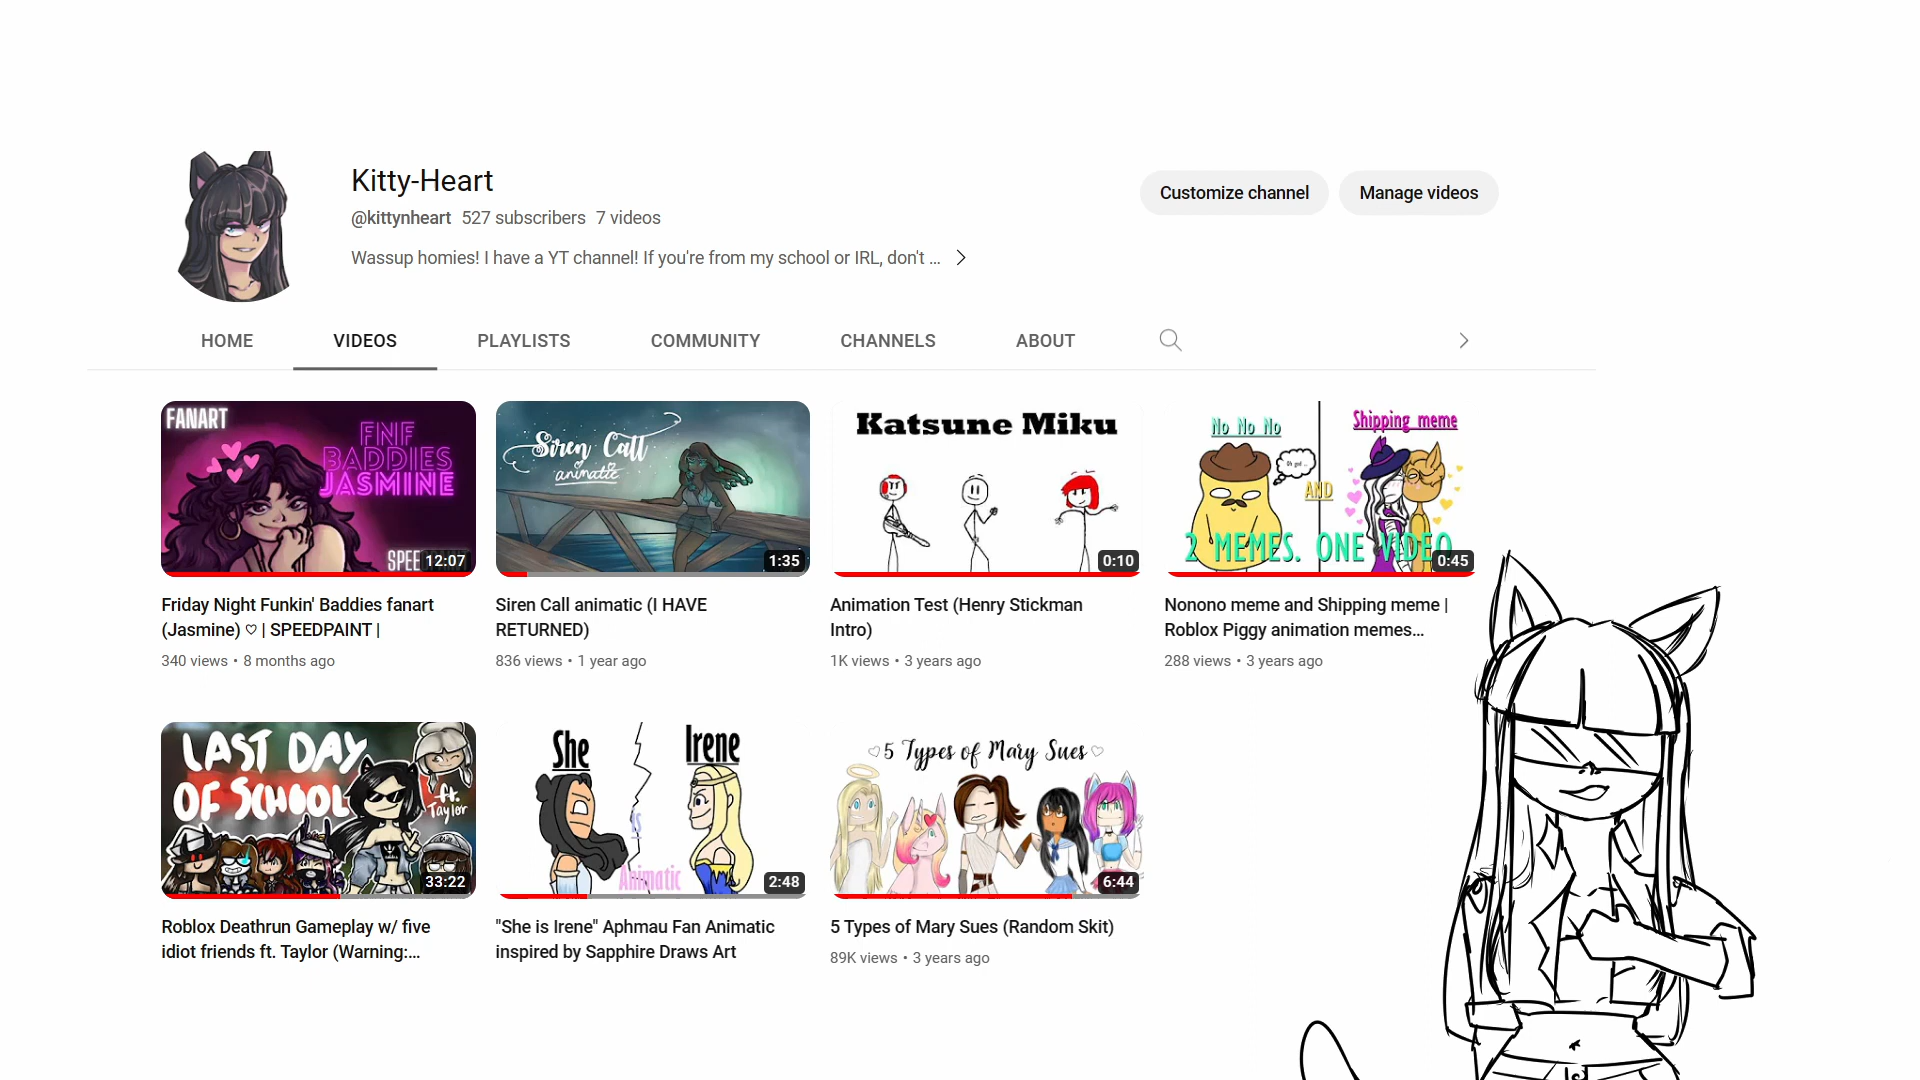 Kitty-Heart
@kittynheart 527 subscribers 7 videos
Wassup homies! I have a YT channel! If you're from my school or IRL, don't ...
Customize channel
Manage videos
HOME
VIDEOS
PLAYLISTS
COMMUNITY
CHANNELS
ABOUT
FANART
FNF
BADDIES
JASMINE
SPEE
12:07
Friday Night Funkin' Baddies fanart
(Jasmine) ♡ | SPEEDPAINT |
340 views • 8 months ago
Siren Call
animatic
1:35
Siren Call animatic (I HAVE
RETURNED)
836 views • 1 year ago
Katsune Miku
0:10
Animation Test (Henry Stickman
Intro)
1K views • 3 years ago
No No No
Shipping meme
Oh god ..
AND
2 MEMES. ONE VIDEO
0:45
Nonono meme and Shipping meme |
Roblox Piggy animation memes...
288 views • 3 years ago
LAST DAY
OF SCHOOL
ft.
Taylor
33:22
Roblox Deathrun Gameplay w/ five
idiot friends ft. Taylor (Warning:...
She
Irene
is
Animatic
2:48
"She is Irene" Aphmau Fan Animatic
inspired by Sapphire Draws Art
♡5 Types of Mary Sues♡
6:44
5 Types of Mary Sues (Random Skit)
89K views • 3 years ago